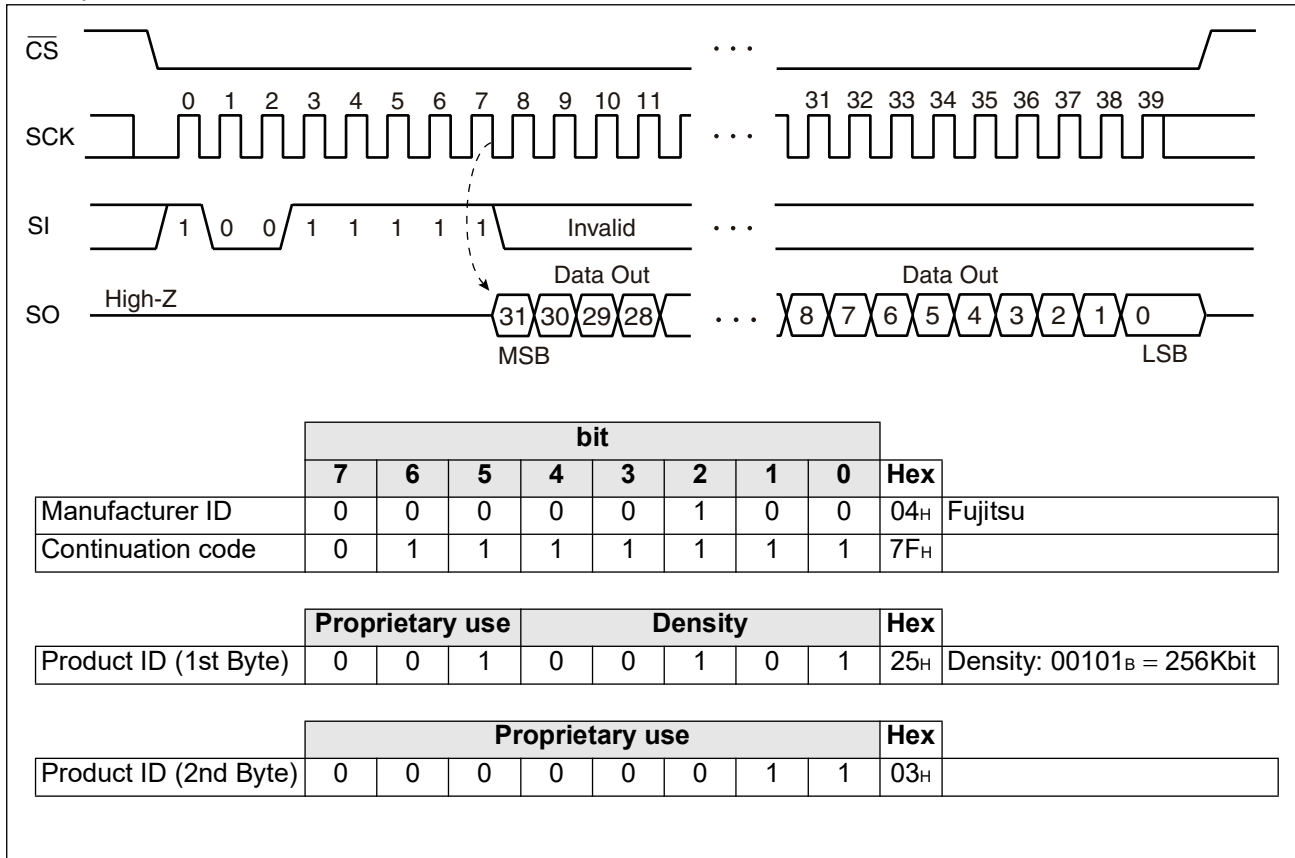 CS
· · ·
0 1 2 3 4 5 6 7 8 9 10 11 31 32 33 34 35 36 37 38 39
SCK
· · ·
SI 1 0 0 1 1 1 1 1 Invalid · · ·
Data Out Data Out
High-Z
SO 31 30 29 28 · · · 8 7 6 5 4 3 2 1 0
MSB LSB
bit
7 6 5 4 3 2 1 0 Hex
Manufacturer ID 0 0 0 0 0 1 0 0 04H Fujitsu
Continuation code 0 1 1 1 1 1 1 1 7FH
Proprietary use Density Hex
Product ID (1st Byte) 0 0 1 0 0 1 0 1 25H Density: 00101B = 256Kbit
Proprietary use Hex
Product ID (2nd Byte) 0 0 0 0 0 0 1 1 03H